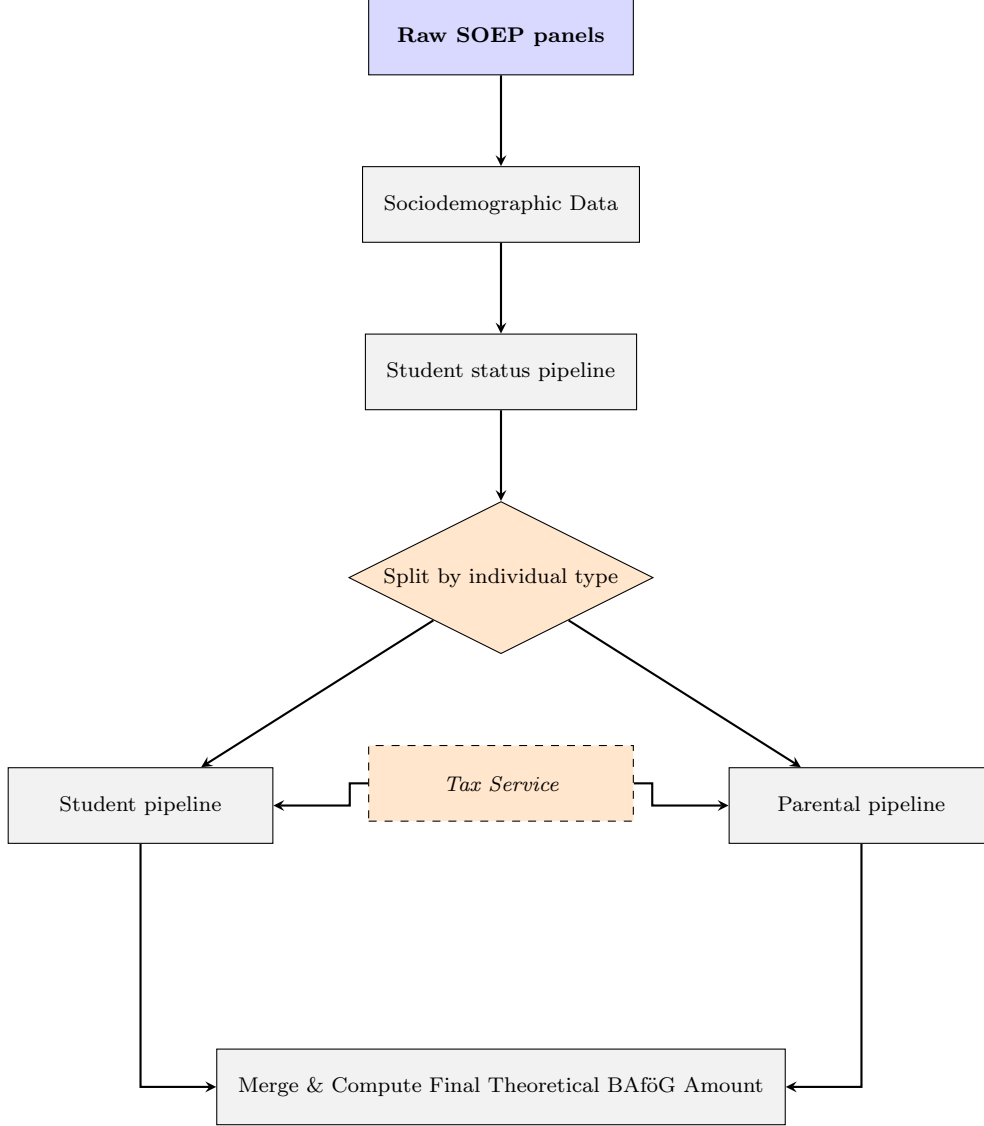 Raw SOEP panels
Sociodemographic Data
Student status pipeline
Split by individual type
Tax Service
Student pipeline
Parental pipeline
Merge & Compute Final Theoretical BAföG Amount